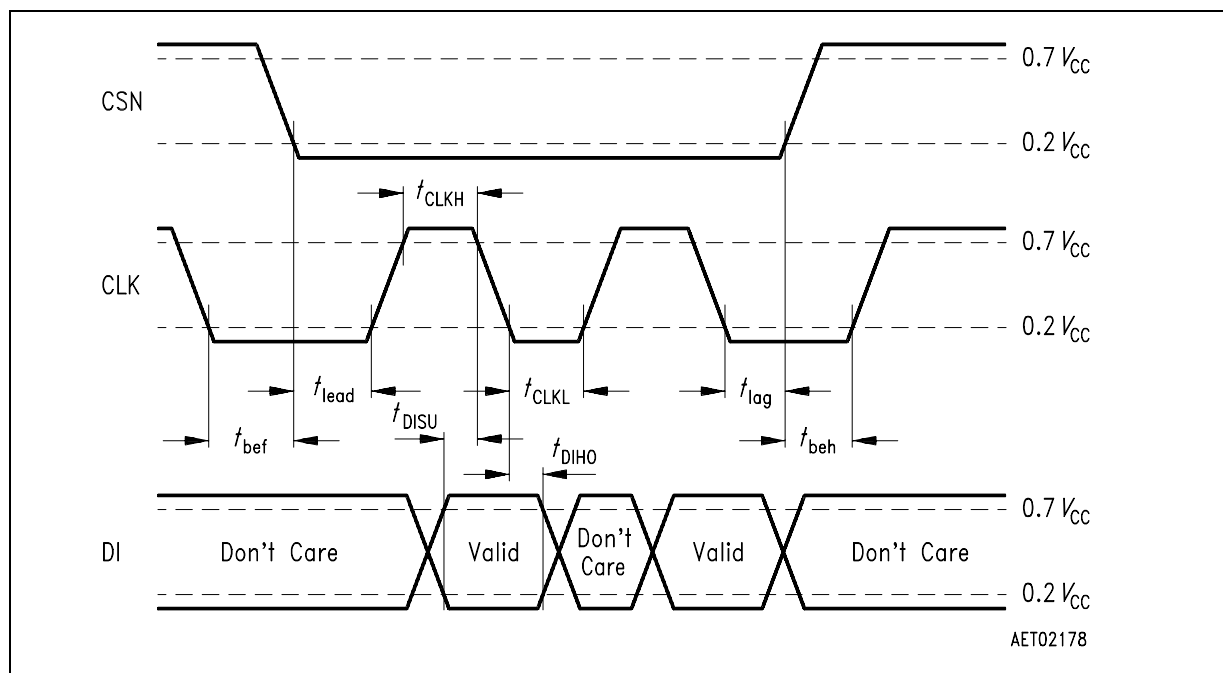 0.7 VCC
CSN
0.2 VCC
tCLKH
0.7 VCC
CLK
0.2 VCC
tlead
tCLKL
tlag
tDISU
tbef
tDIHO
tbeh
0.7 VCC
DI
Don't Care
Valid
Don't
Care
Valid
Don't Care
0.2 VCC
AET02178